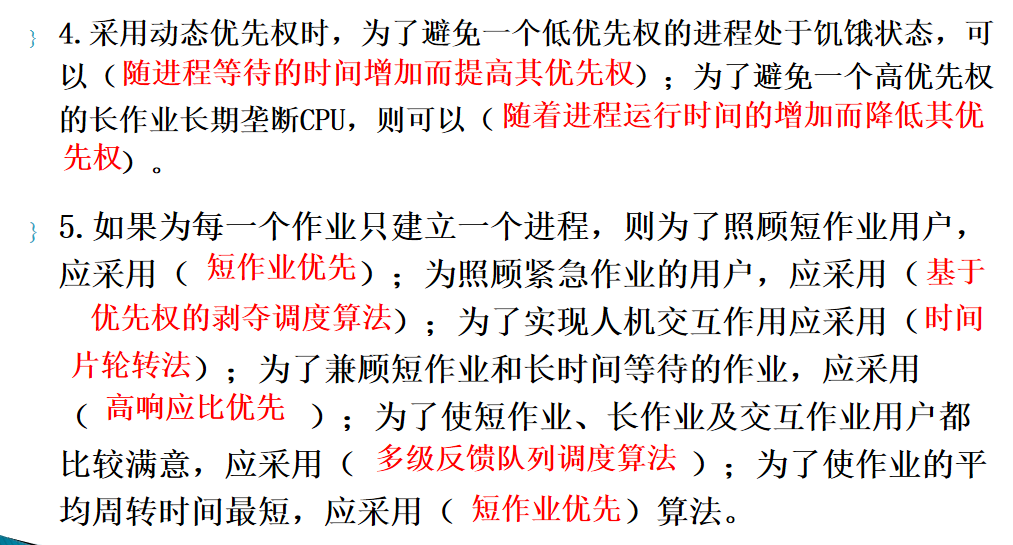 4.采用动态优先权时，为了避免一个低优先权的进程处于饥饿状态，可
以（随进程等待的时间增加而提高其优先权）；为了避免一个高优先权
的长作业长期垄断CPU，则可以（随着进程运行时间的增加而降低其优
先权）。
5.如果为每一个作业只建立一个进程，则为了照顾短作业用户，
应采用（ 短作业优先）；为照顾紧急作业的用户，应采用（基于
优先权的剥夺调度算法）；为了实现人机交互作用应采用（时间
片轮转法）；为了兼顾短作业和长时间等待的作业，应采用
（ 高响应比优先 ）；为了使短作业、长作业及交互作业用户都
比较满意，应采用（ 多级反馈队列调度算法 ）；为了使作业的平
均周转时间最短，应采用（ 短作业优先）算法。